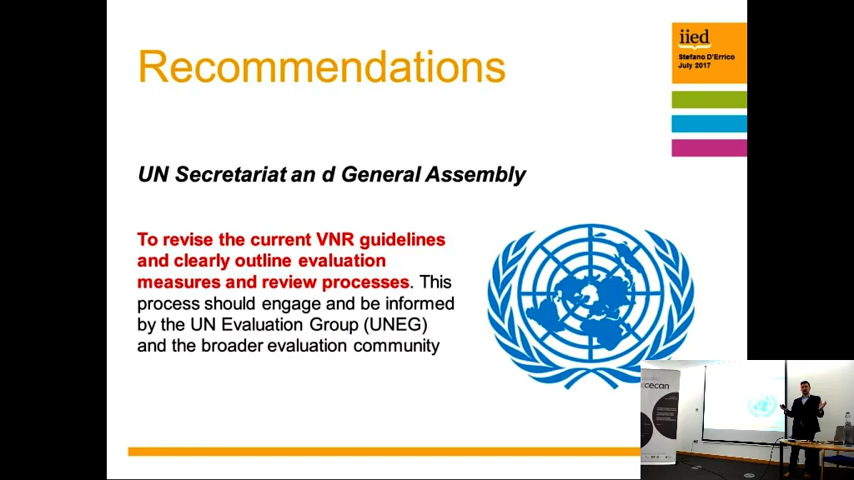 Recommendations
iied
Stefano D'Errico
July 2017
UN Secretariat an d General Assembly
To revise the current VNR guidelines
and clearly outline evaluation
measures and review processes. This
process should engage and be informed
by the UN Evaluation Group (UNEG)
and the broader evaluation community
cecan